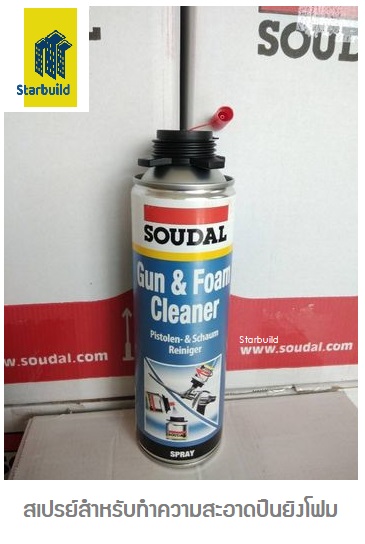 Starbuild
SOUDAL
SOUDAL
SOUDAL
Gun & Foam
Cleaner
Pistolen- & Schaum
Reiniger
Starbuild
soudal.com
www.soudal.com
SPRAY
สเปรย์สำหรับทำความสะอาดปืนยิงโฟม